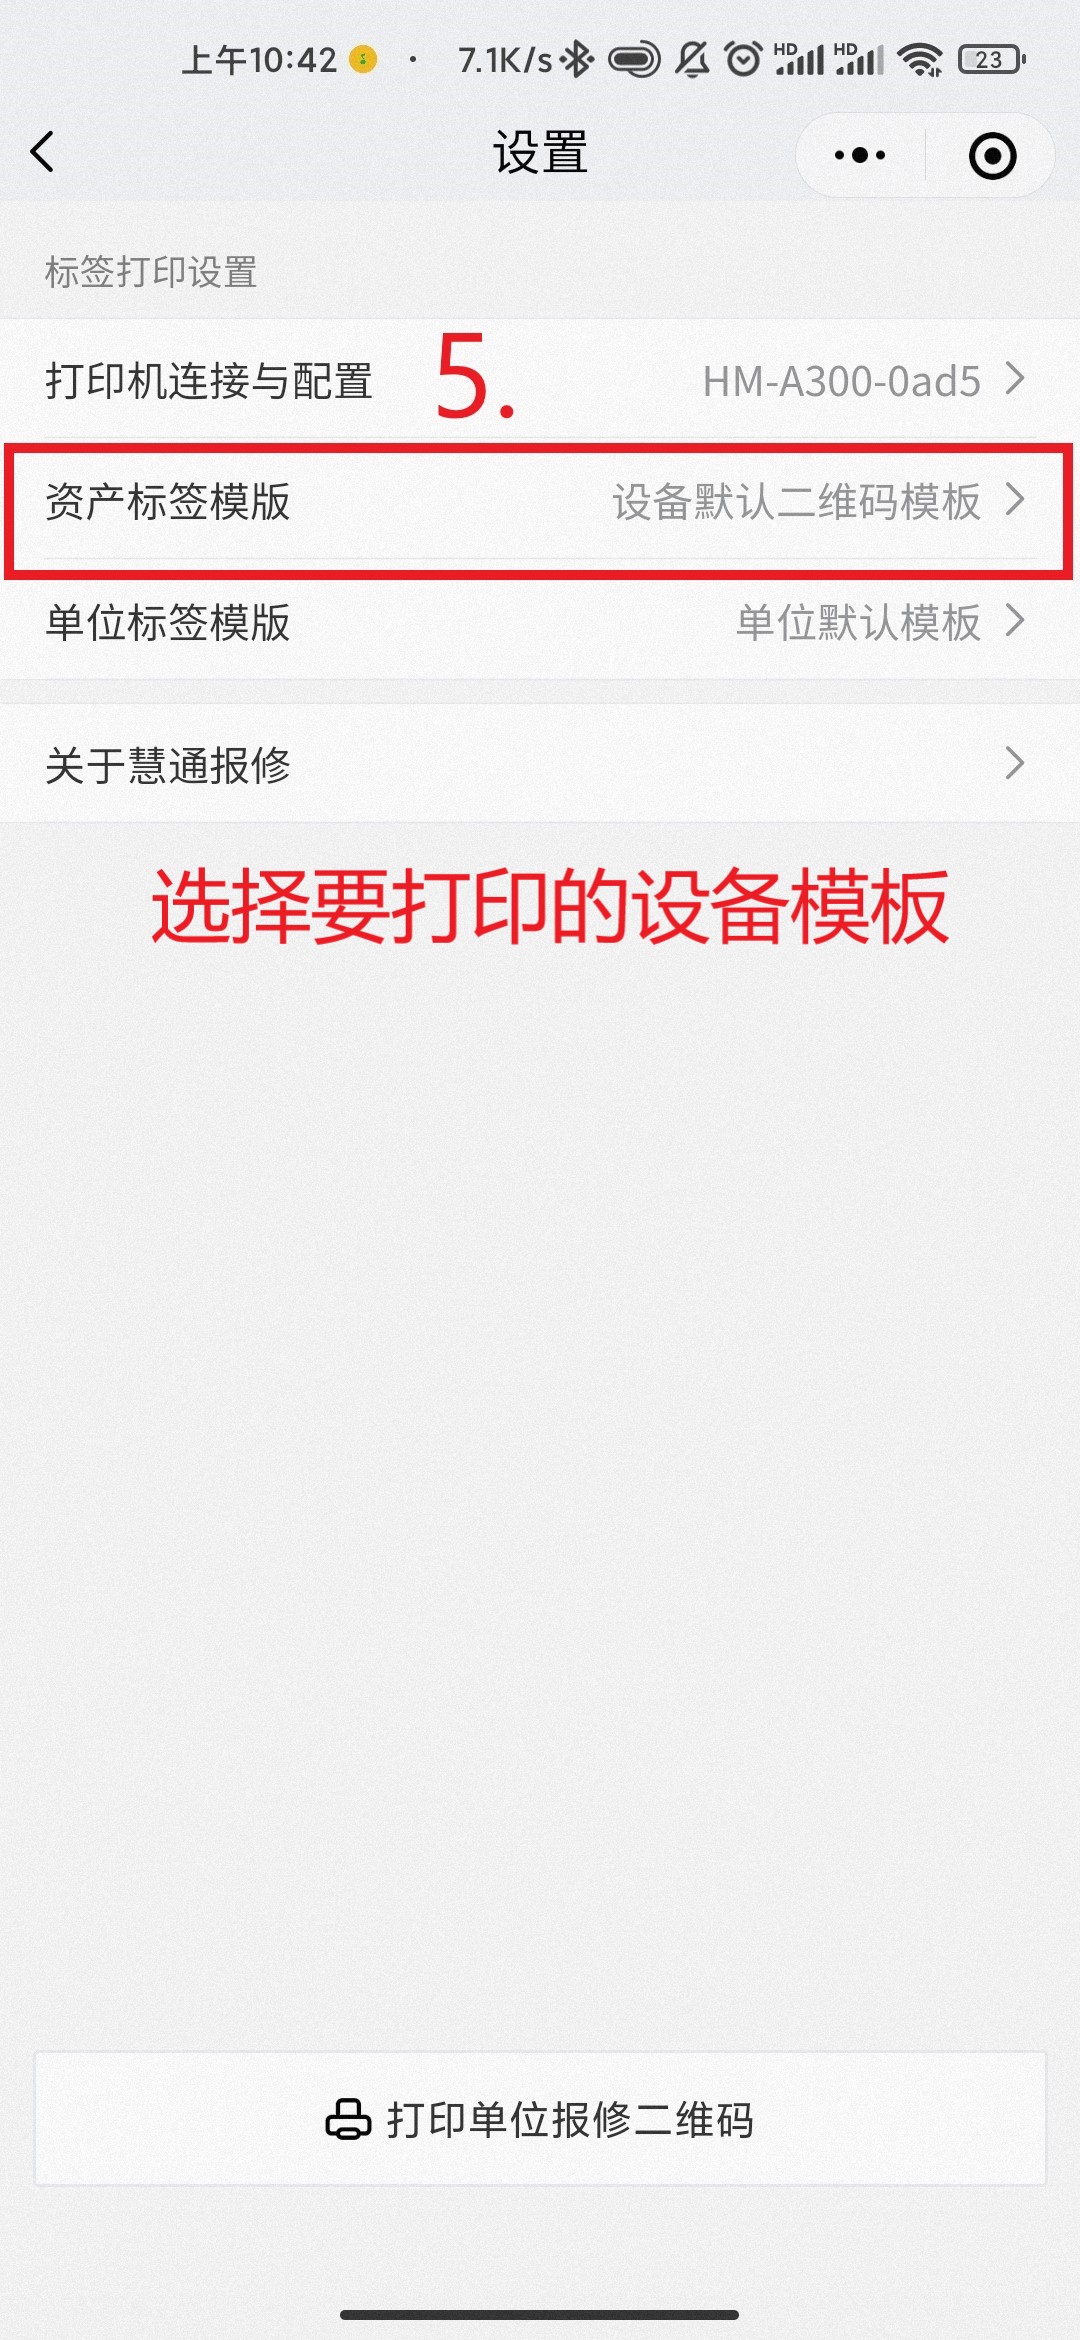 上午10:42 · 7.1K/s HD HD 23
设置
标签打印设置
5.
打印机连接与配置 HM-A300-0ad5
资产标签模版 设备默认二维码模板
单位标签模版 单位默认模板
关于慧通报修
选择要打印的设备模板
打印单位报修二维码